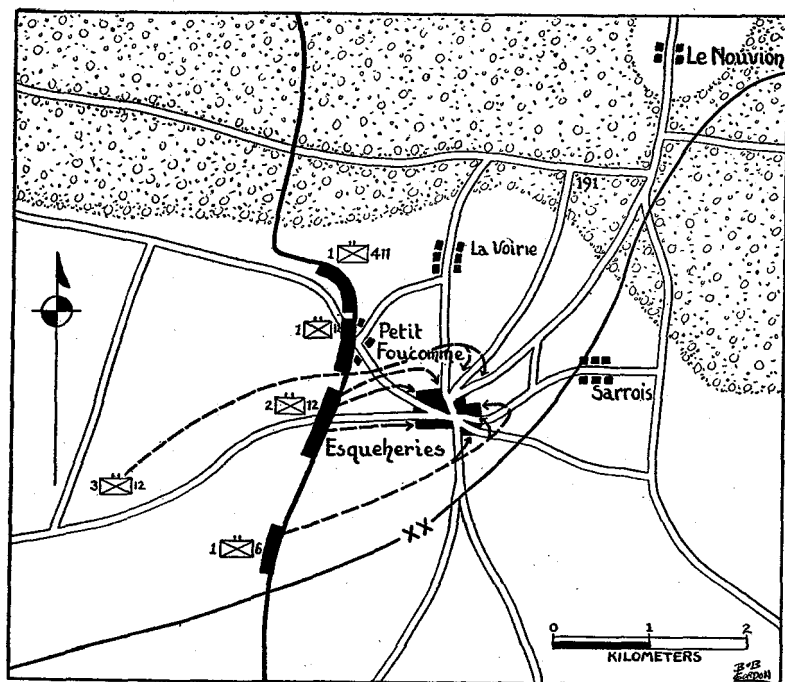 Le Nouvion
191
1 411
La Voirie
1
Petit
Foucomme
2 12
Sarrois
Esqueheries
3 12
XX
1 6
0 1 2
KILOMETERS
BOB
GORDON